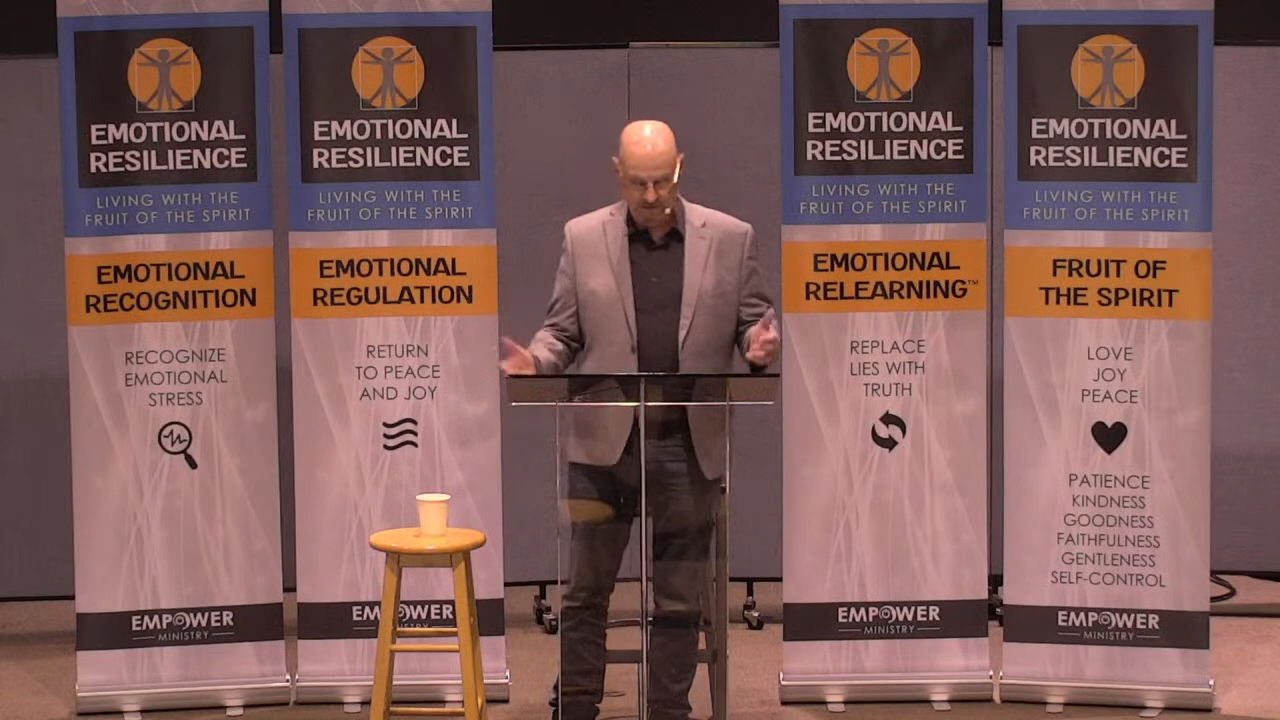 EMOTIONAL
RESILIENCE
LIVING WITH THE
FRUIT OF THE SPIRIT
EMOTIONAL
RECOGNITION
RECOGNIZE
EMOTIONAL
STRESS
EMPOWER
MINISTRY
EMOTIONAL
RESILIENCE
LIVING WITH THE
FRUIT OF THE SPIRIT
EMOTIONAL
REGULATION
RETURN
TO PEACE
AND JOY
EMPOWER
MINISTRY
EMOTIONAL
RESILIENCE
LIVING WITH THE
FRUIT OF THE SPIRIT
EMOTIONAL
RELEARNING™
REPLACE
LIES WITH
TRUTH
EMPOWER
MINISTRY
EMOTIONAL
RESILIENCE
LIVING WITH THE
FRUIT OF THE SPIRIT
FRUIT OF
THE SPIRIT
LOVE
JOY
PEACE
PATIENCE
KINDNESS
GOODNESS
FAITHFULNESS
GENTLENESS
SELF-CONTROL
EMPOWER
MINISTRY